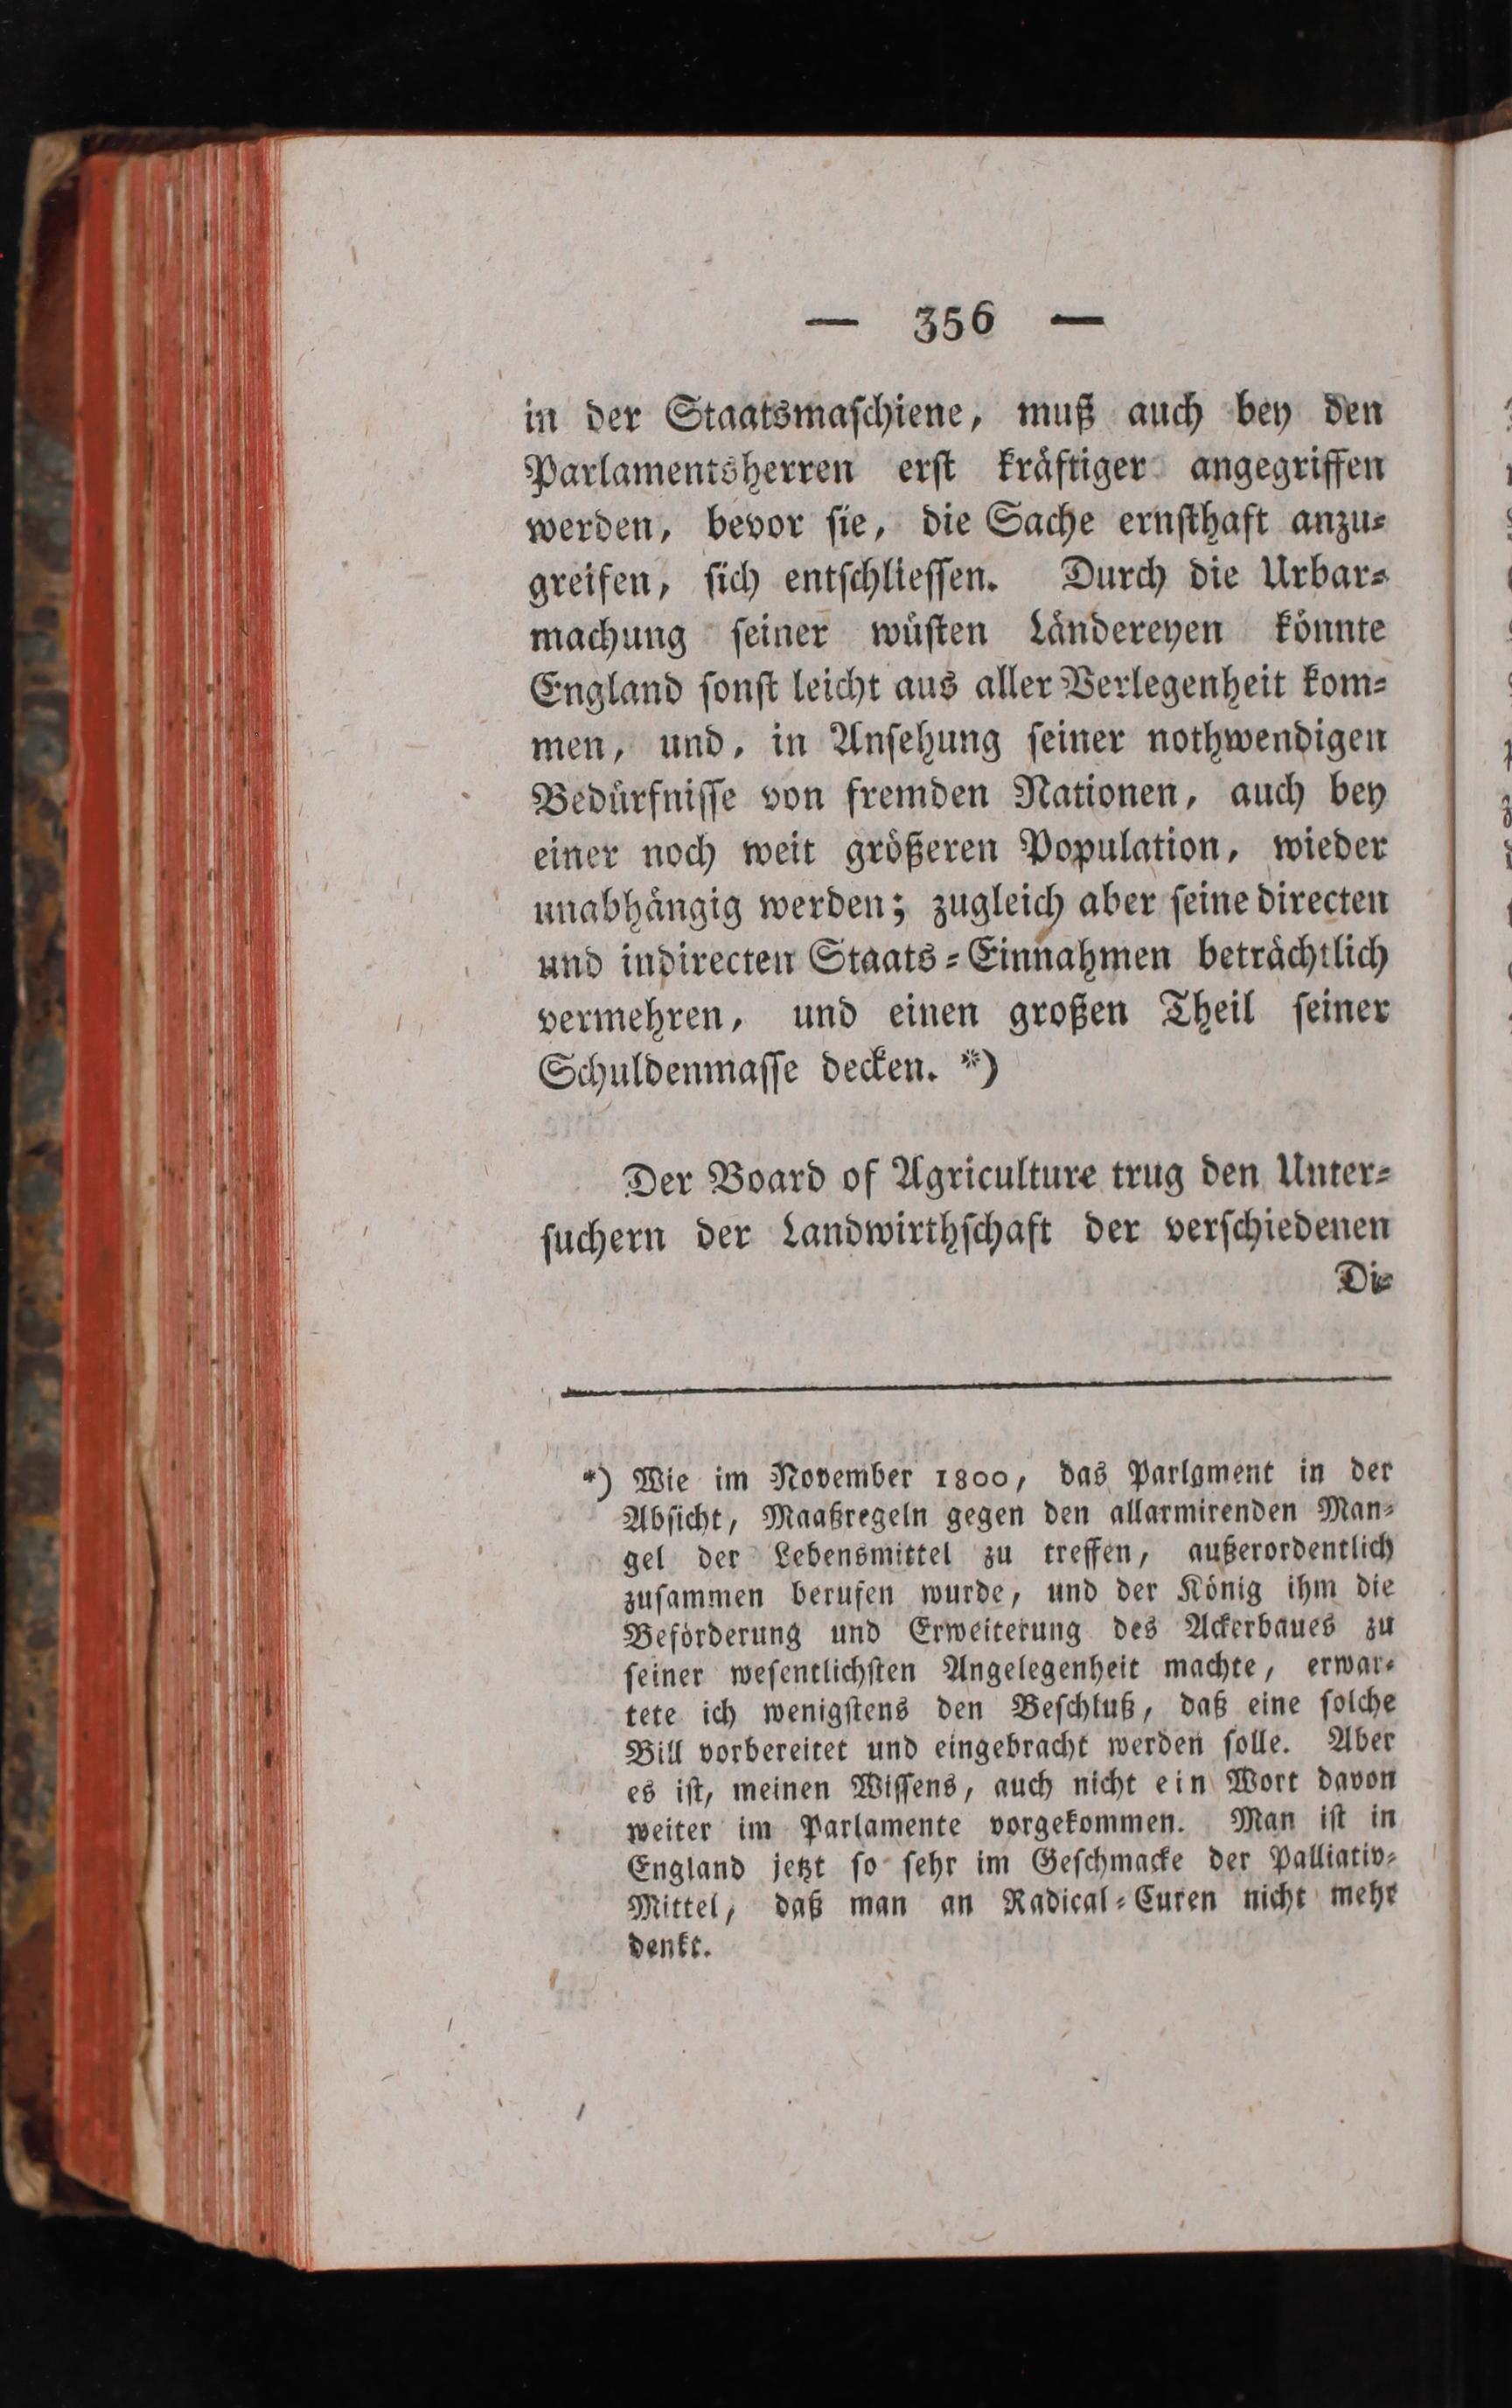 — 356 —
in der Staatsmaſchiene, muß auch bey den
Parlamentsherren erſt kräftiger angegriffen
werden, bevor ſie, die Sache ernſthaft anzu⸗
greifen, ſich entſchlieſſen. Durch die Urbar⸗
machung ſeiner wüſten Ländereyen könnte
England ſonſt leicht aus aller Verlegenheit kom⸗
men, und, in Anſehung ſeiner nothwendigen
Bedürfniſſe von fremden Nationen, auch bey
einer noch weit größeren Population, wieder
unabhängig werden; zugleich aber ſeine directen
und indirecten Staats⸗Einnahmen beträchtlich
vermehren, und einen großen Theil ſeiner
Schuldenmaſſe decken. *)
Der Board of Agriculture trug den Unter⸗
ſuchern der Landwirthſchaft der verſchiedenen
Di⸗
*) Wie im November 1800, das Parlament in der
Abſicht, Maaßregeln gegen den allarmirenden Man⸗
gel der Lebensmittel zu treffen, außerordentlich
zuſammen berufen wurde, und der König ihm die
Beförderung und Erweiterung des Ackerbaues zu
ſeiner weſentlichſten Angelegenheit machte, erwar⸗
tete ich wenigſtens den Beſchluß, daß eine ſolche
Bill vorbereitet und eingebracht werden ſolle. Aber
es iſt, meinen Wiſſens, auch nicht ein Wort davon
weiter im Parlamente vorgekommen. Man iſt in
England jetzt ſo ſehr im Geſchmacke der Palliativ⸗
Mittel, daß man an Radical⸗Curen nicht mehr
denkt.